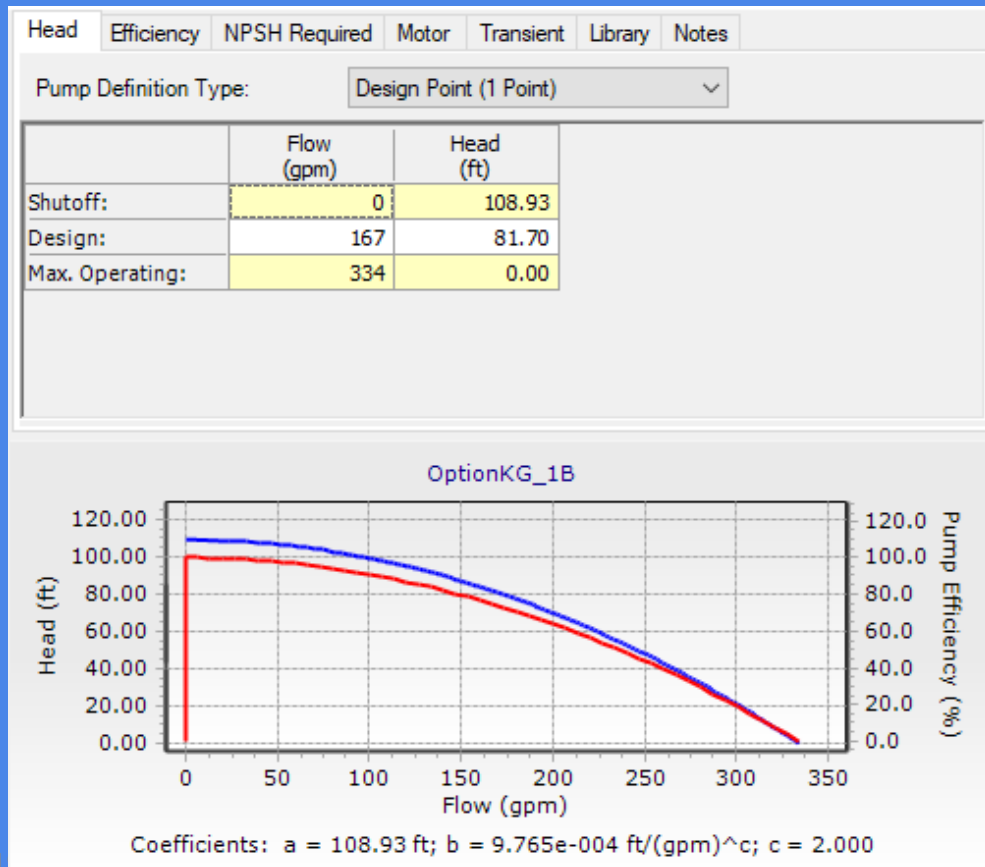 Head Efficiency NPSH Required Motor Transient Library Notes
Pump Definition Type: Design Point (1 Point)
Flow (gpm) Head (ft)
Shutoff: 0 108.93
Design: 167 81.70
Max. Operating: 334 0.00
OptionKG_1B
120.00 120.0
100.00 100.0
80.00 80.0
60.00 60.0
40.00 40.0
20.00 20.0
0.00 0.0
Head (ft)
Pump Efficiency (%)
0 50 100 150 200 250 300 350
Flow (gpm)
Coefficients: a = 108.93 ft; b = 9.765e-004 ft/(gpm)^c; c = 2.000